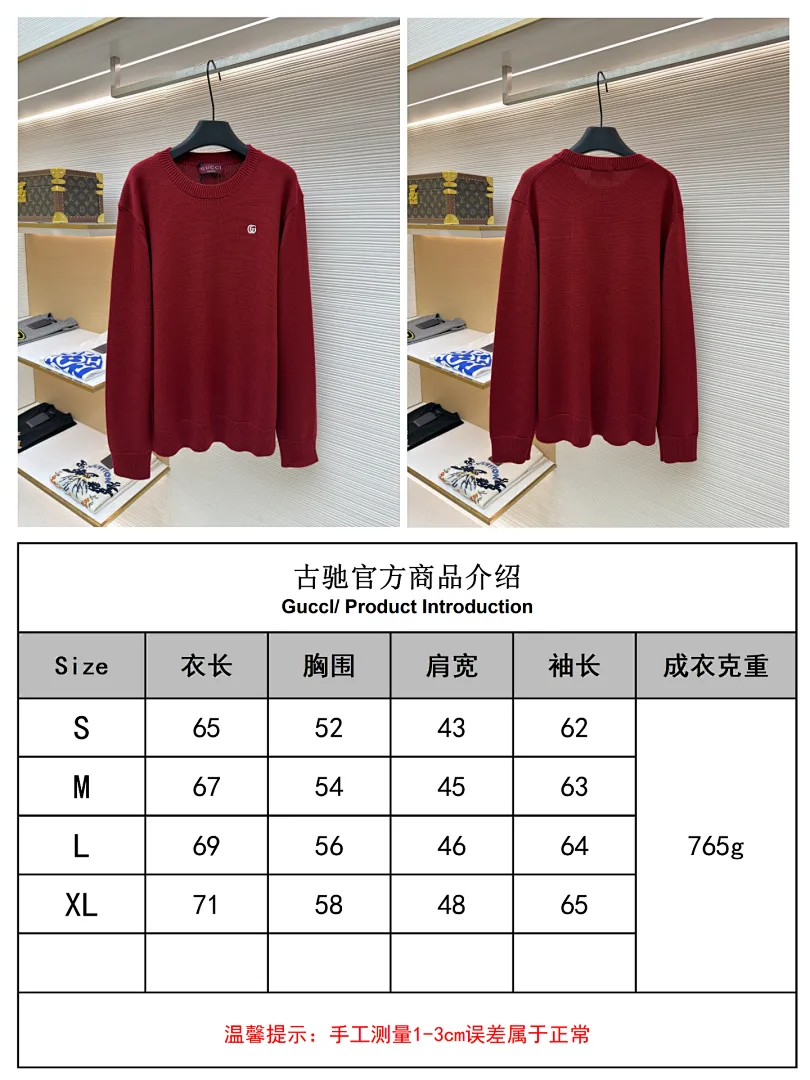 GUCCI
G
古驰官方商品介绍
GuccI/ Product Introduction
Size 衣长 胸围 肩宽 袖长 成衣克重
S 65 52 43 62
M 67 54 45 63
L 69 56 46 64
765g
XL 71 58 48 65
温馨提示：手工测量1-3cm误差属于正常